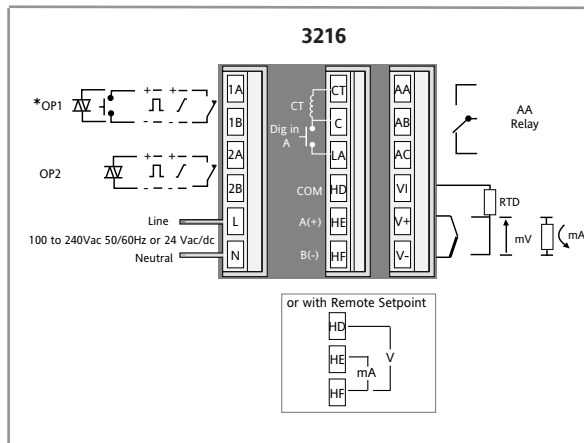 3216
*OP1
+ +
- -
1A
1B
OP2
+ +
- -
2A
2B
Line
L
100 to 240Vac 50/60Hz or 24 Vac/dc
Neutral
N
CT
CT
C
Dig in
A
LA
COM
HD
A(+)
HE
B(-)
HF
AA
AB
AC
AA
Relay
VI
V+
V-
RTD
mV
mA
or with Remote Setpoint
HD
HE
HF
mA
V